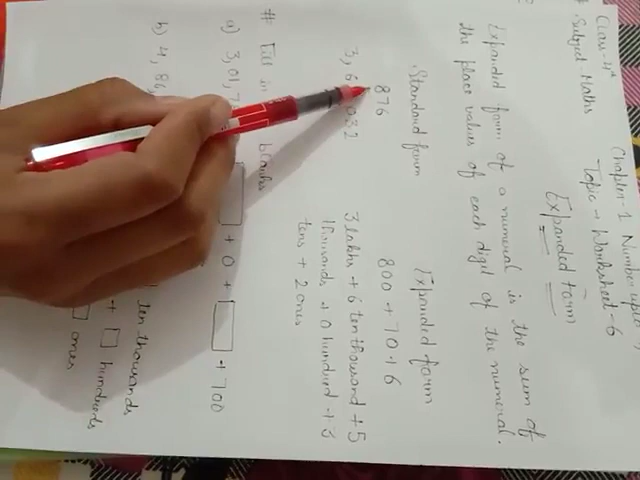 Class-4th Chapter-1 Number
Subject- Maths Topic → Worksheet-6
Expanded form
Expanded form of a numeral is the sum of
the place values of each digit of the numeral.
Standard form Expanded form
876 800 + 70 + 6
3,6 032 3 lakhs + 6 ten thousand + 5
thousands + 0 hundred + 3
tens + 2 ones
# Fill in blanks
a) 3,01,7 + 0 + + 700
b) 4,86, ten thousands
+ hundreds
ones